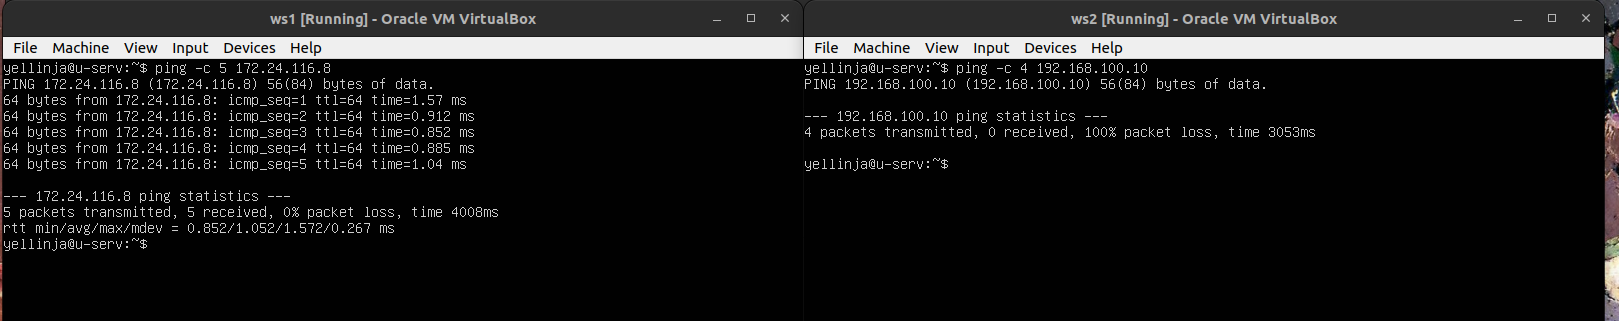 ws1 [Running] - Oracle VM VirtualBox
File Machine View Input Devices Help
yellinja@u-serv:~$ ping -c 5 172.24.116.8
PING 172.24.116.8 (172.24.116.8) 56(84) bytes of data.
64 bytes from 172.24.116.8: icmp_seq=1 ttl=64 time=1.57 ms
64 bytes from 172.24.116.8: icmp_seq=2 ttl=64 time=0.912 ms
64 bytes from 172.24.116.8: icmp_seq=3 ttl=64 time=0.852 ms
64 bytes from 172.24.116.8: icmp_seq=4 ttl=64 time=0.885 ms
64 bytes from 172.24.116.8: icmp_seq=5 ttl=64 time=1.04 ms
--- 172.24.116.8 ping statistics ---
5 packets transmitted, 5 received, 0% packet loss, time 4008ms
rtt min/avg/max/mdev = 0.852/1.052/1.572/0.267 ms
yellinja@u-serv:~$
ws2 [Running] - Oracle VM VirtualBox
File Machine View Input Devices Help
yellinja@u-serv:~$ ping -c 4 192.168.100.10
PING 192.168.100.10 (192.168.100.10) 56(84) bytes of data.
--- 192.168.100.10 ping statistics ---
4 packets transmitted, 0 received, 100% packet loss, time 3053ms
yellinja@u-serv:~$